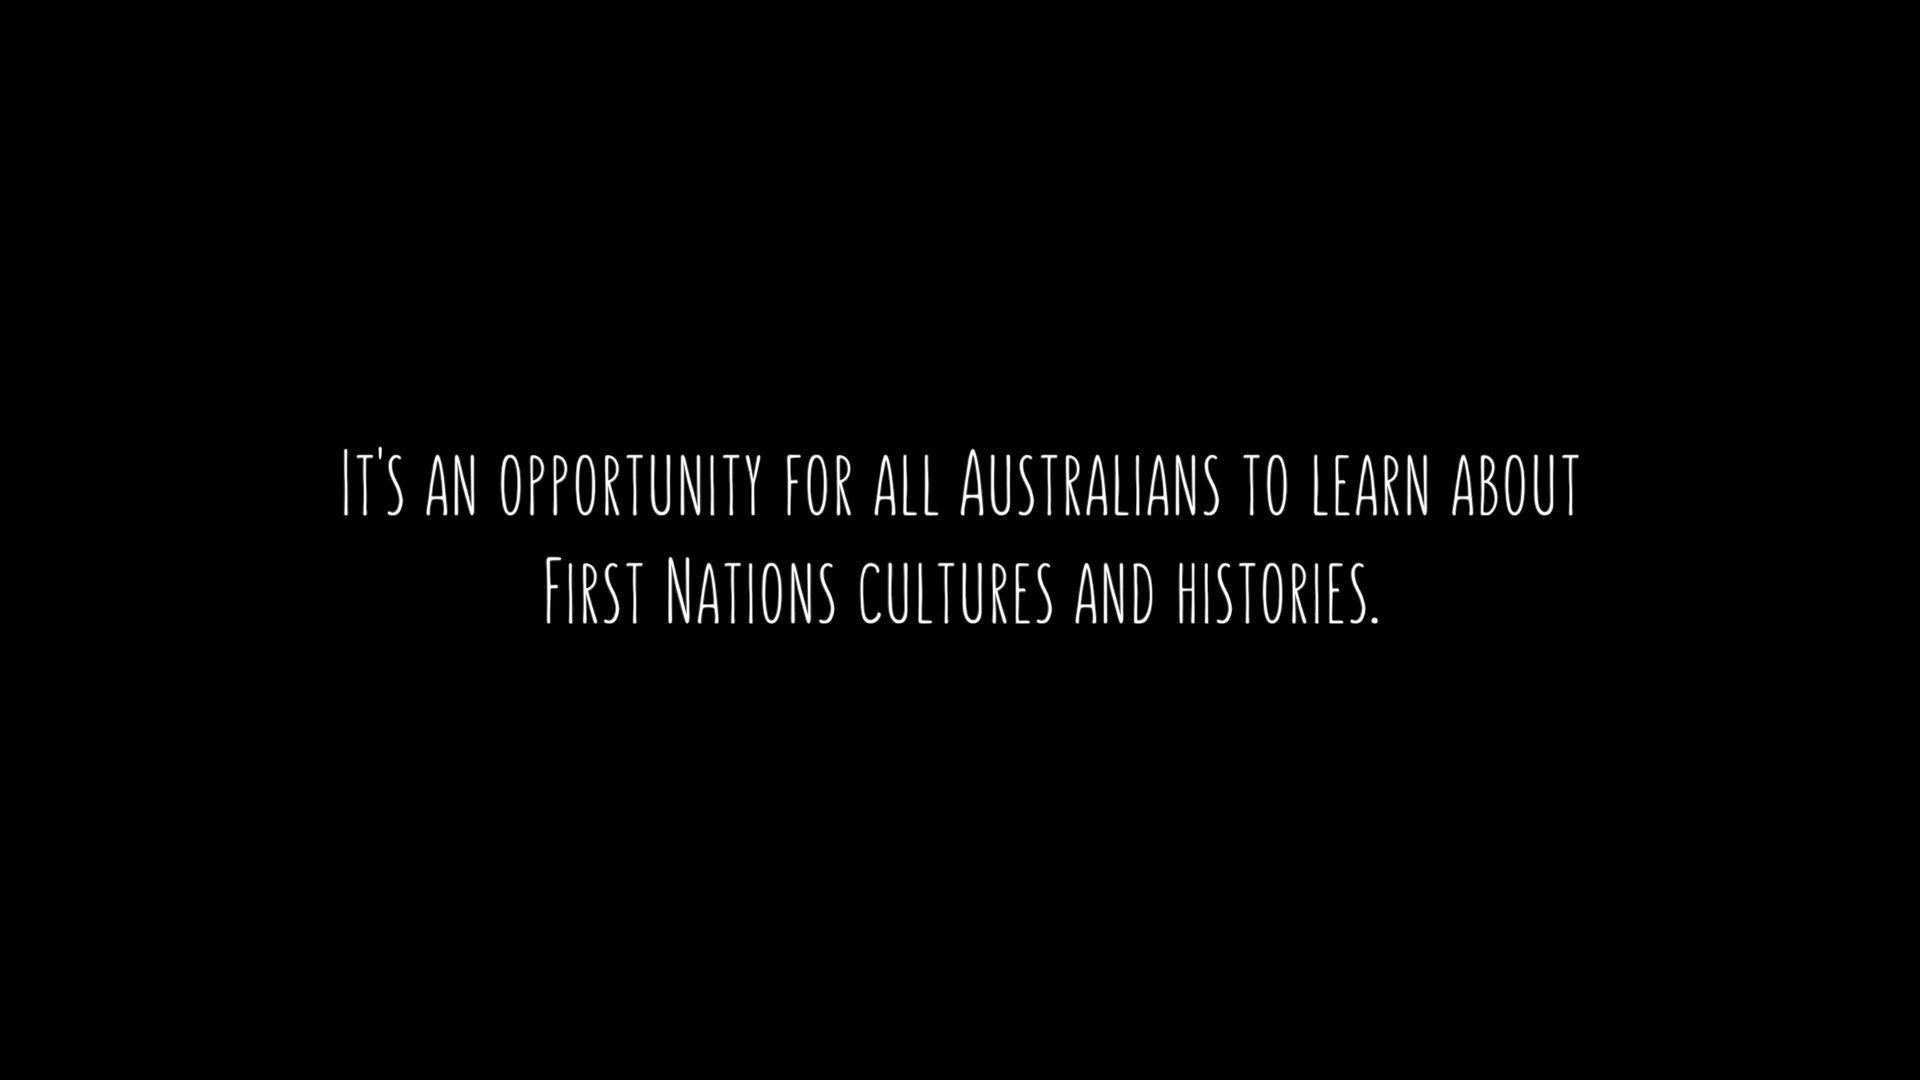 It's an opportunity for all Australians to learn about
First Nations cultures and histories.